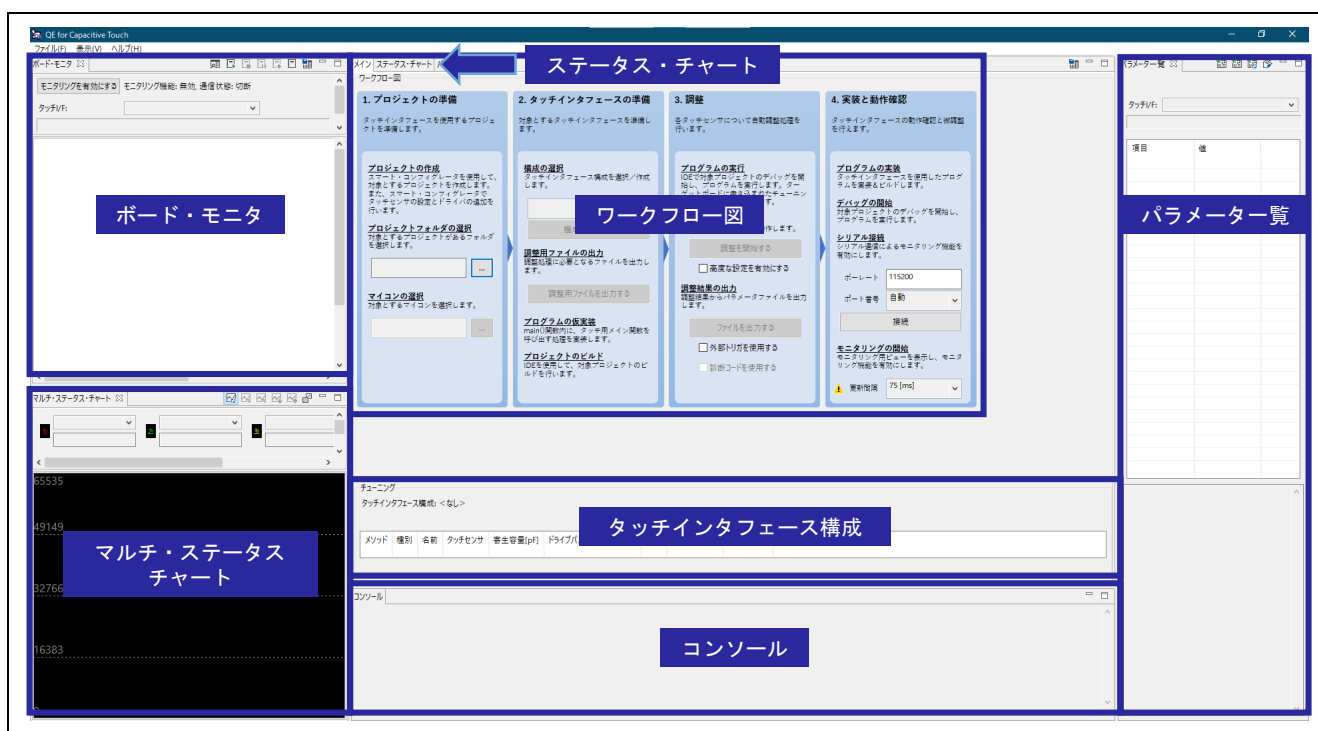 QE for Capacitive Touch
ファイル(F) 表示(V) ヘルプ(H)
ボード・モニタ
モニタリングを有効にする モニタリング機能: 無効, 通信状態: 切断
タッチI/F:
ボード・モニタ
マルチ・ステータス・チャート
1: 2: 3:
65535
49149
32766
16383
マルチ・ステータス
チャート
メイン ステータス・チャート
ステータス・チャート
ワークフロー図
1. プロジェクトの準備
タッチインタフェースを使用するプロジェ
クトを準備します。
プロジェクトの作成
スマート・コンフィグレータを使用して、
対象とするプロジェクトを作成します。
また、スマート・コンフィグレータで
タッチセンサの設定とドライバの追加を
行います。
プロジェクトフォルダの選択
対象とするプロジェクトがあるフォルダ
を選択します。
...
マイコンの選択
対象とするマイコンを選択します。
...
2. タッチインタフェースの準備
対象とするタッチインタフェースを準備し
ます。
構成の選択
タッチインタフェース構成を選択/作成
します。
調整用ファイルの出力
調整処理に必要となるファイルを出力し
ます。
調整用ファイルを出力する
プログラムの仮実装
main()関数内に、タッチ用メイン関数を
呼び出す処理を実装します。
プロジェクトのビルド
IDEを使用して、対象プロジェクトのビ
ルドを行います。
ワークフロー図
3. 調整
各タッチセンサについて自動調整処理を
行います。
プログラムの実行
IDEで対象プロジェクトのデバッグを開
始し、プログラムを実行します。ター
ゲットボードに書き込まれたチューニン
す。
作します。
調整を開始する
高度な設定を有効にする
調整結果の出力
調整結果からパラメータファイルを出力
します。
ファイルを出力する
外部トリガを使用する
診断コードを使用する
4. 実装と動作確認
タッチインタフェースの動作確認と微調整
を行えます。
プログラムの実装
タッチインタフェースを使用したプログ
ラムを実装&ビルドします。
デバッグの開始
対象プロジェクトのデバッグを開始し、
プログラムを実行します。
シリアル接続
シリアル通信によるモニタリング機能を
有効にします。
ボーレート 115200
ポート番号 自動
接続
モニタリングの開始
モニタリング用ビューを表示し、モニタ
リング機能を有効にします。
更新間隔 75 [ms]
チューニング
タッチインタフェース構成: <なし>
メソッド 種別 名前 タッチセンサ 寄生容量[pF]
タッチインタフェース構成
コンソール
コンソール
パラメーター覧
タッチI/F:
項目 値
パラメーター覧